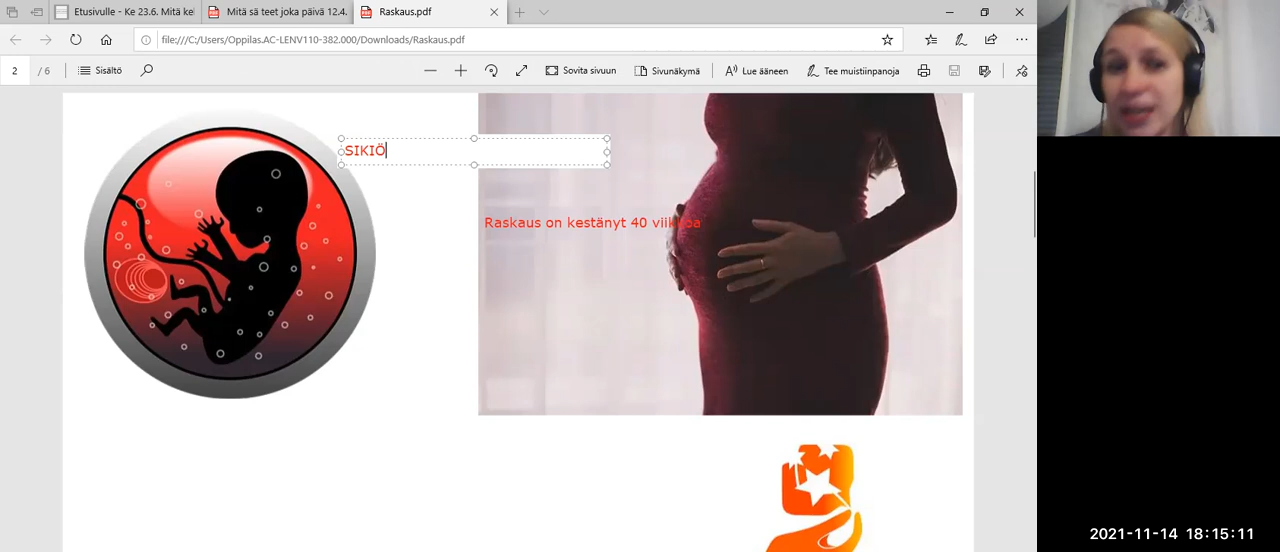 Etusivulle - Ke 23.6. Mitä ke
Mitä sä teet joka päivä 12.4.
Raskaus.pdf
file:///C:/Users/Oppilas.AC-LENV110-382.000/Downloads/Raskaus.pdf
2 / 6
Sisältö
Sovita sivuun
Sivunäkymä
Lue ääneen
Tee muistiinpanoja
SIKIÖ
Raskaus on kestänyt 40 viikkoa
2021-11-14 18:15:11